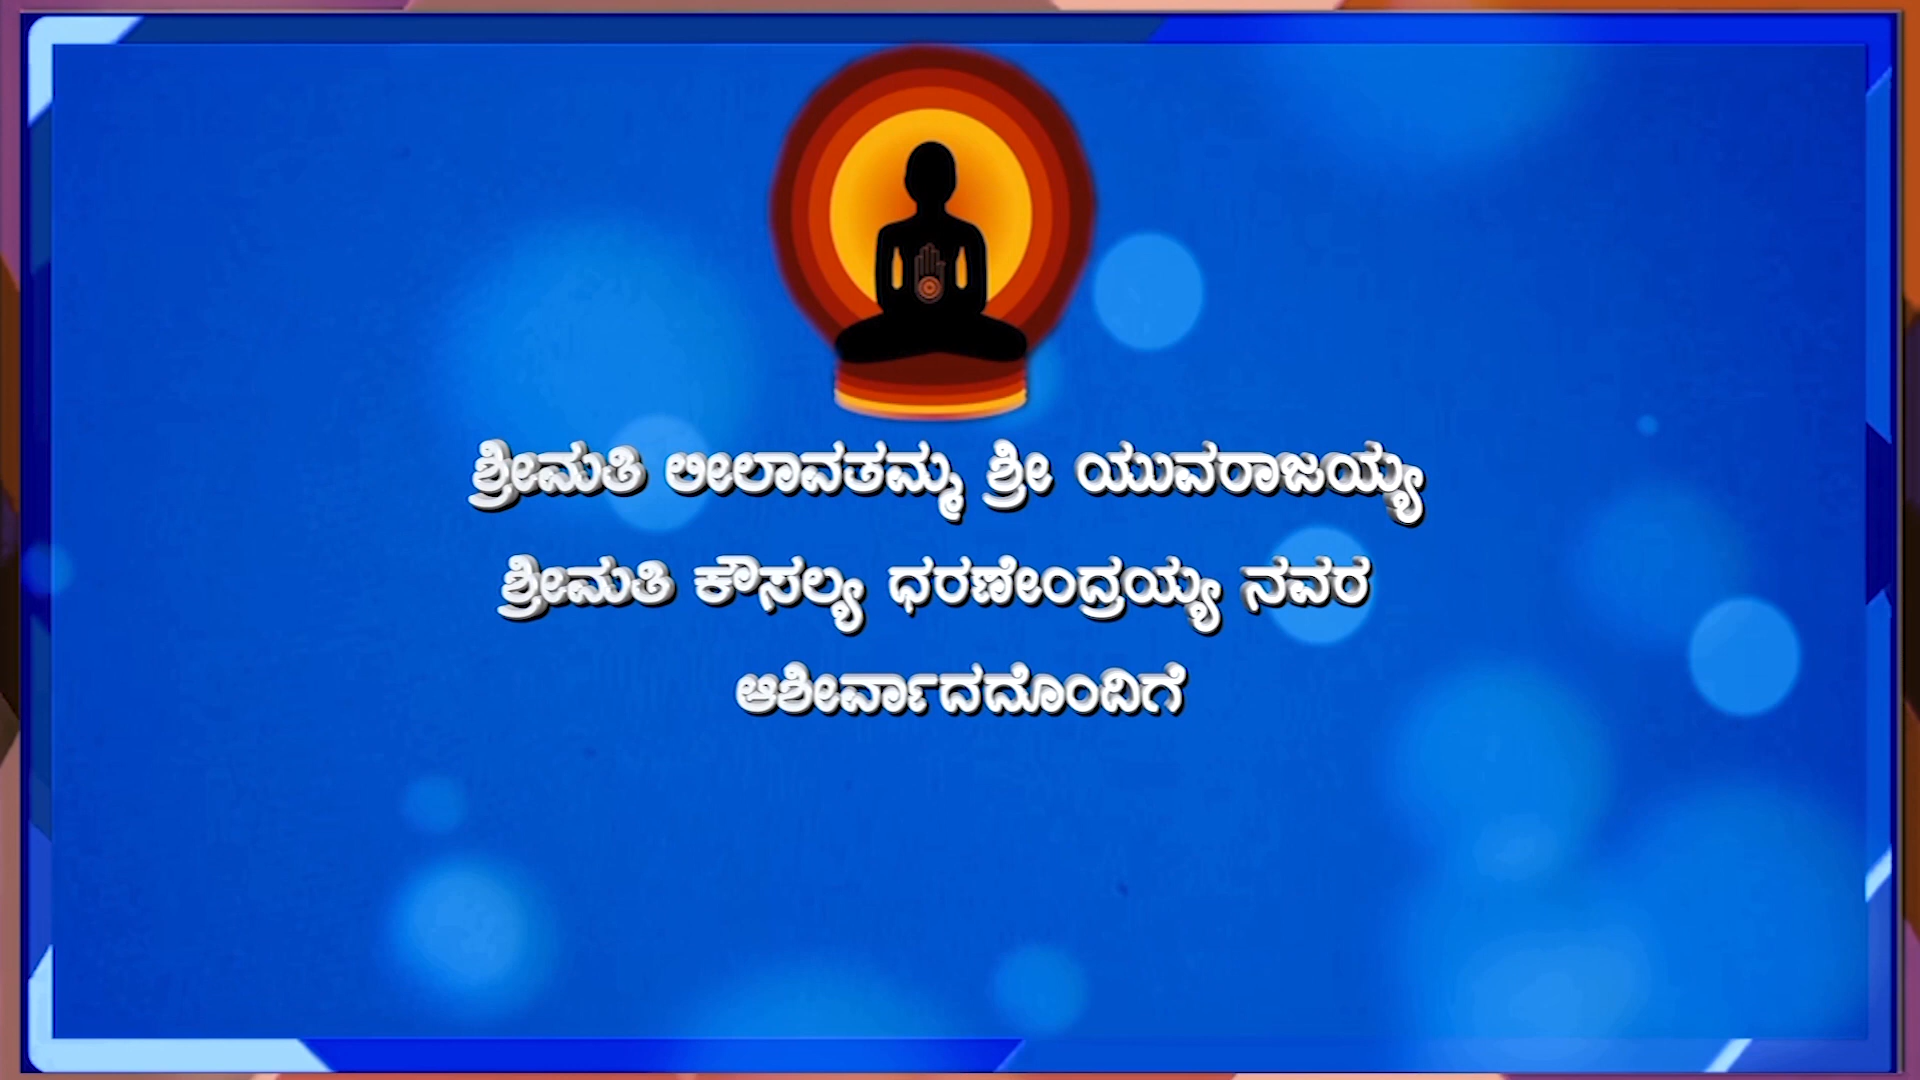 ಶ್ರೀಮತಿ ಲೀಲಾವತಮ್ಮ ಶ್ರೀ ಯುವರಾಜಯ್ಯ
ಶ್ರೀಮತಿ ಕೌಸಲ್ಯ ಧರಣೇಂದ್ರಯ್ಯ ನವರ
ಆಶೀರ್ವಾದದೊಂದಿಗೆ